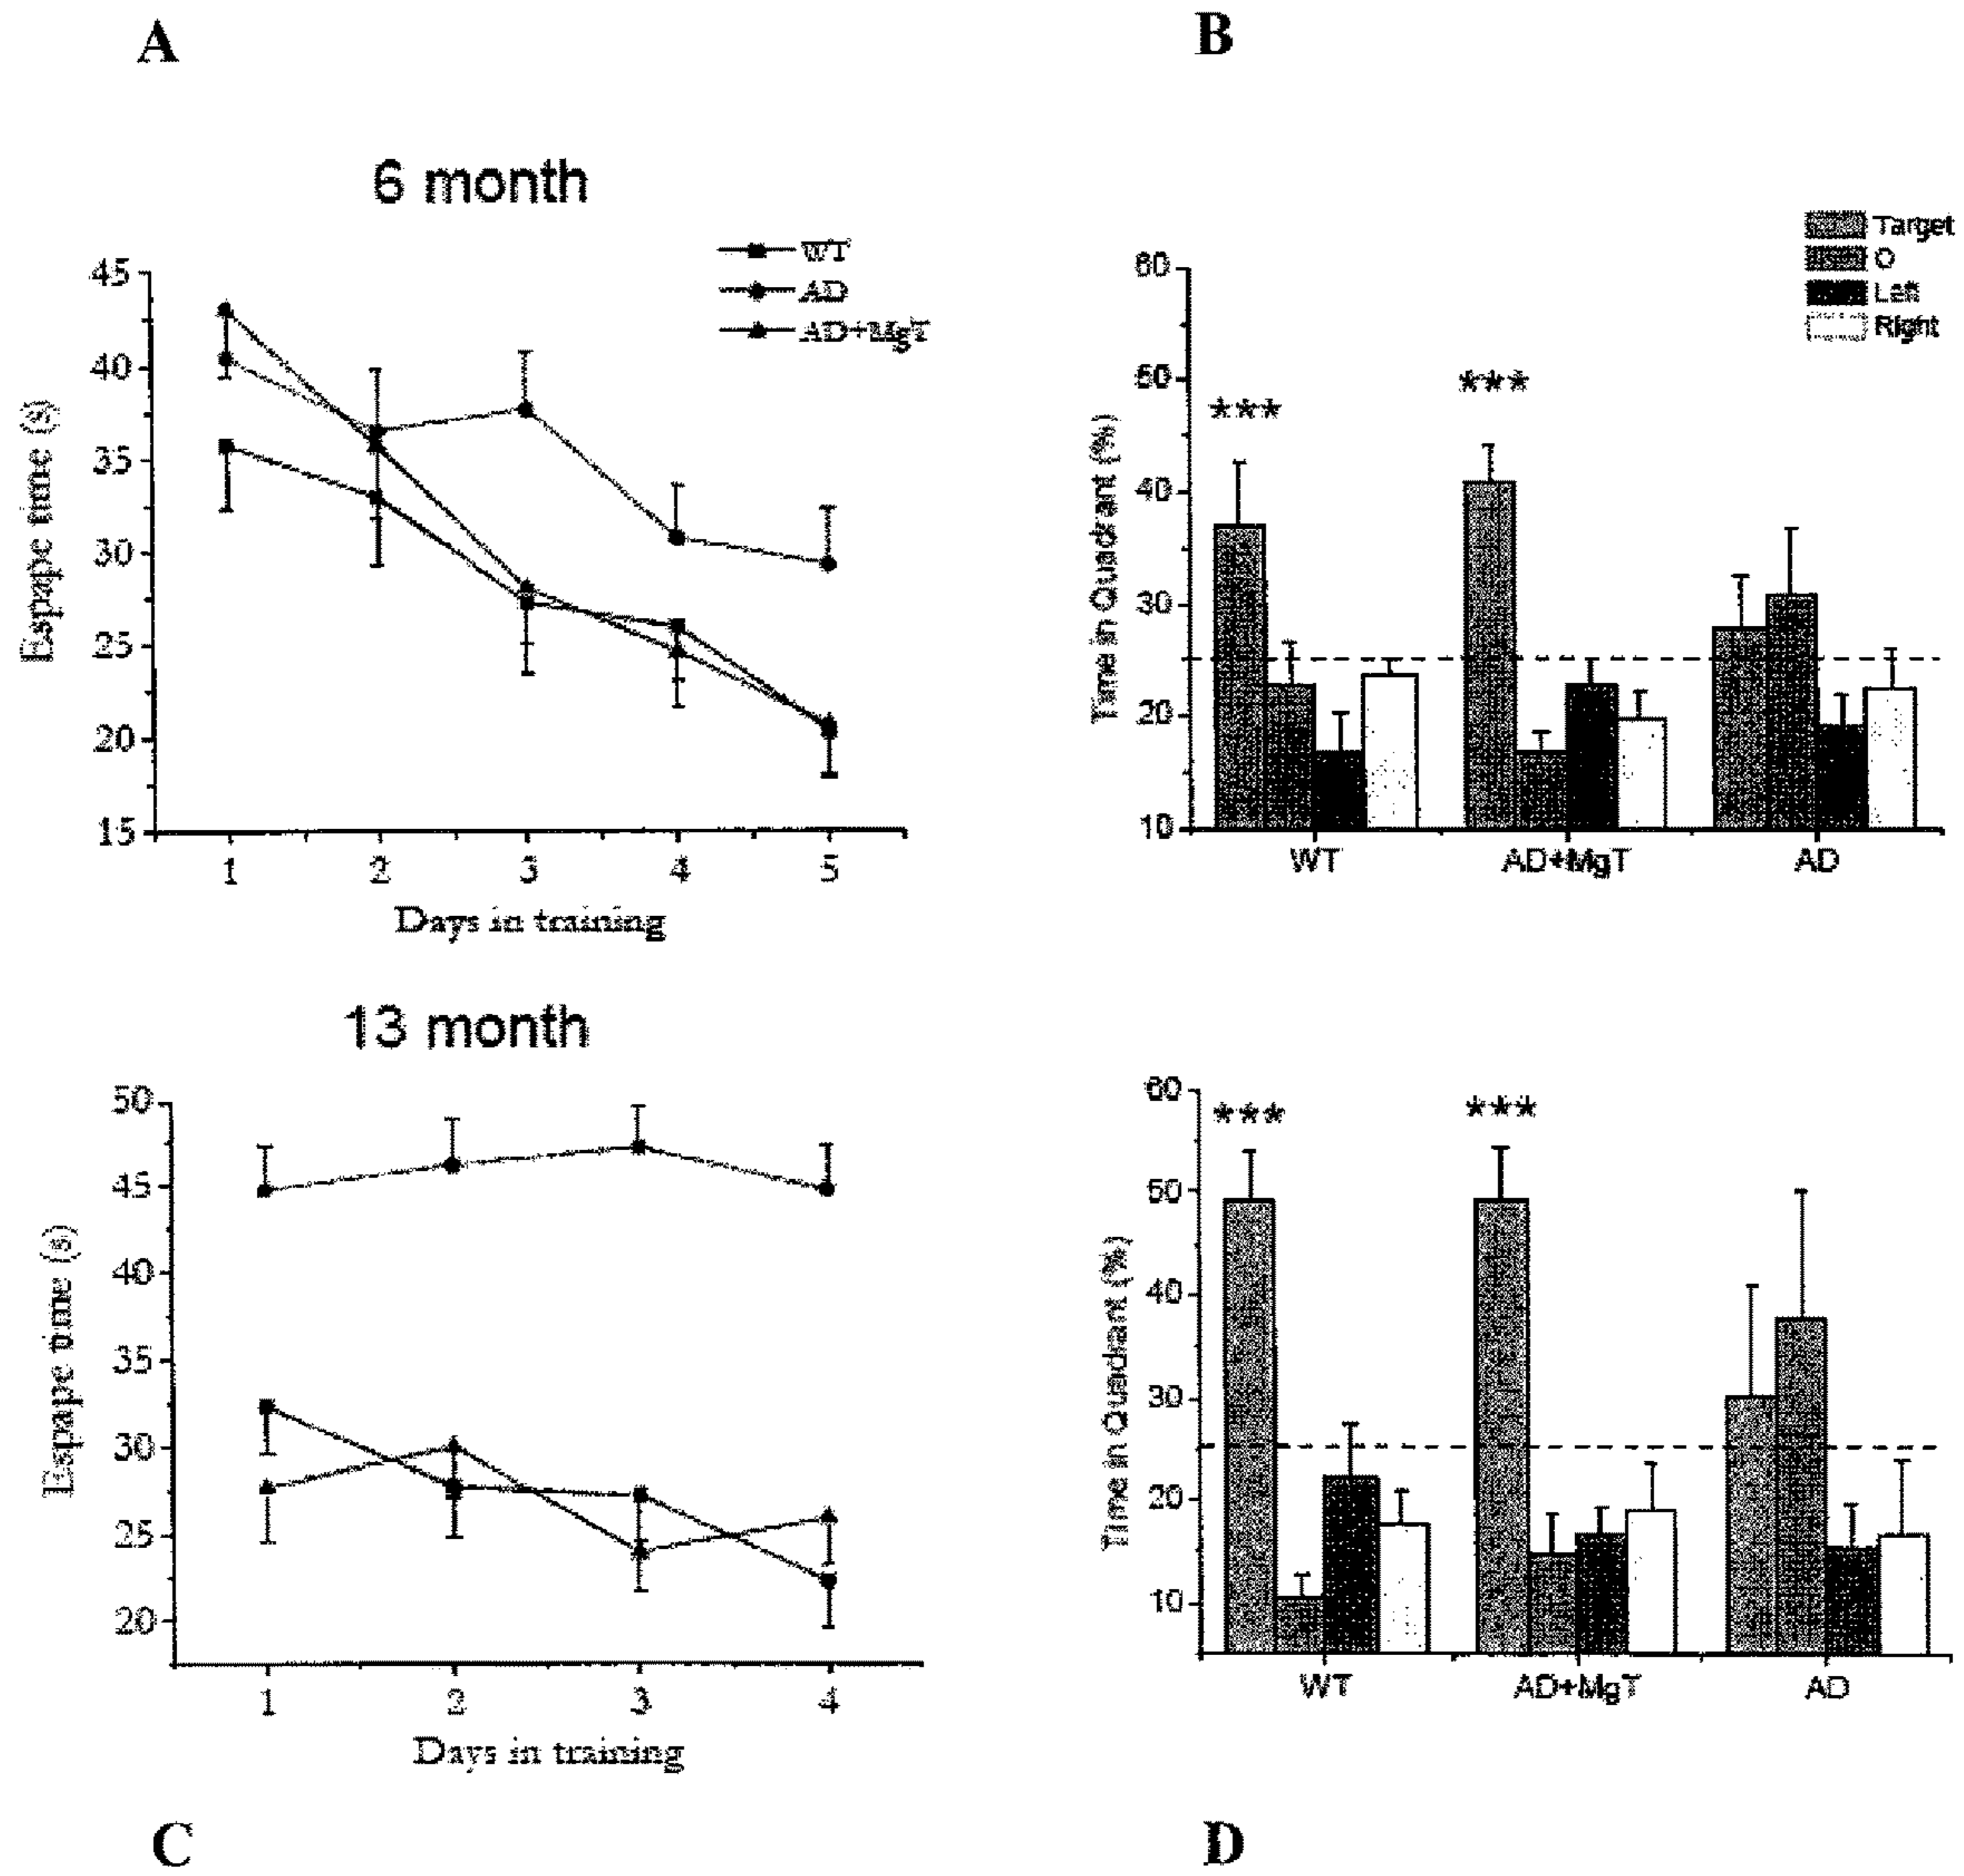 A
B
6 month
WT
AD
AD+MgT
45
40
35
30
25
20
15
Espape time (s)
1 2 3 4 5
Days in training
Target
O
Left
Right
60
50
40
30
20
10
Time in Quadrant (%)
***
***
WT AD+MgT AD
13 month
50
45
40
35
30
25
20
Espape time (s)
1 2 3 4
Days in training
60
50
40
30
20
10
Time in Quadrant (%)
***
***
WT AD+MgT AD
C
D